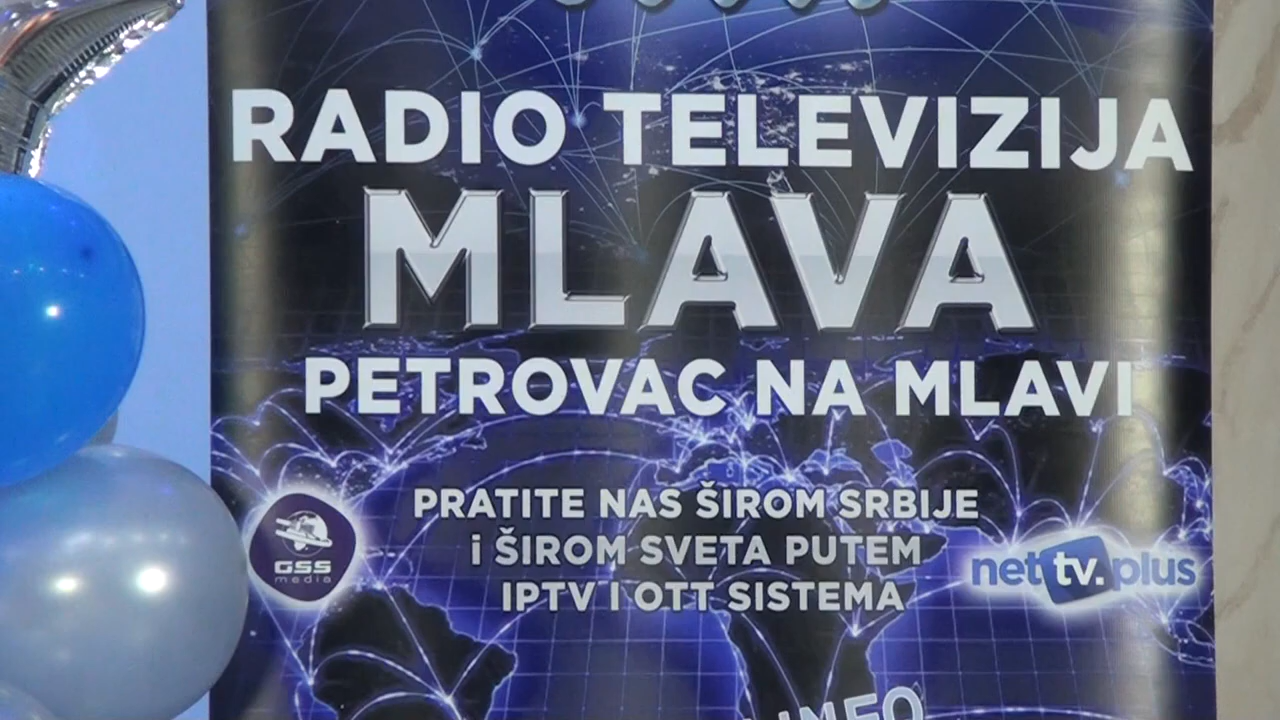 RADIO TELEVIZIJA
MLAVA
PETROVAC NA MLAVI
PRATITE NAS ŠIROM SRBIJE
i ŠIROM SVETA PUTEM
IPTV I OTT SISTEMA
GSS
media
net tv. plus